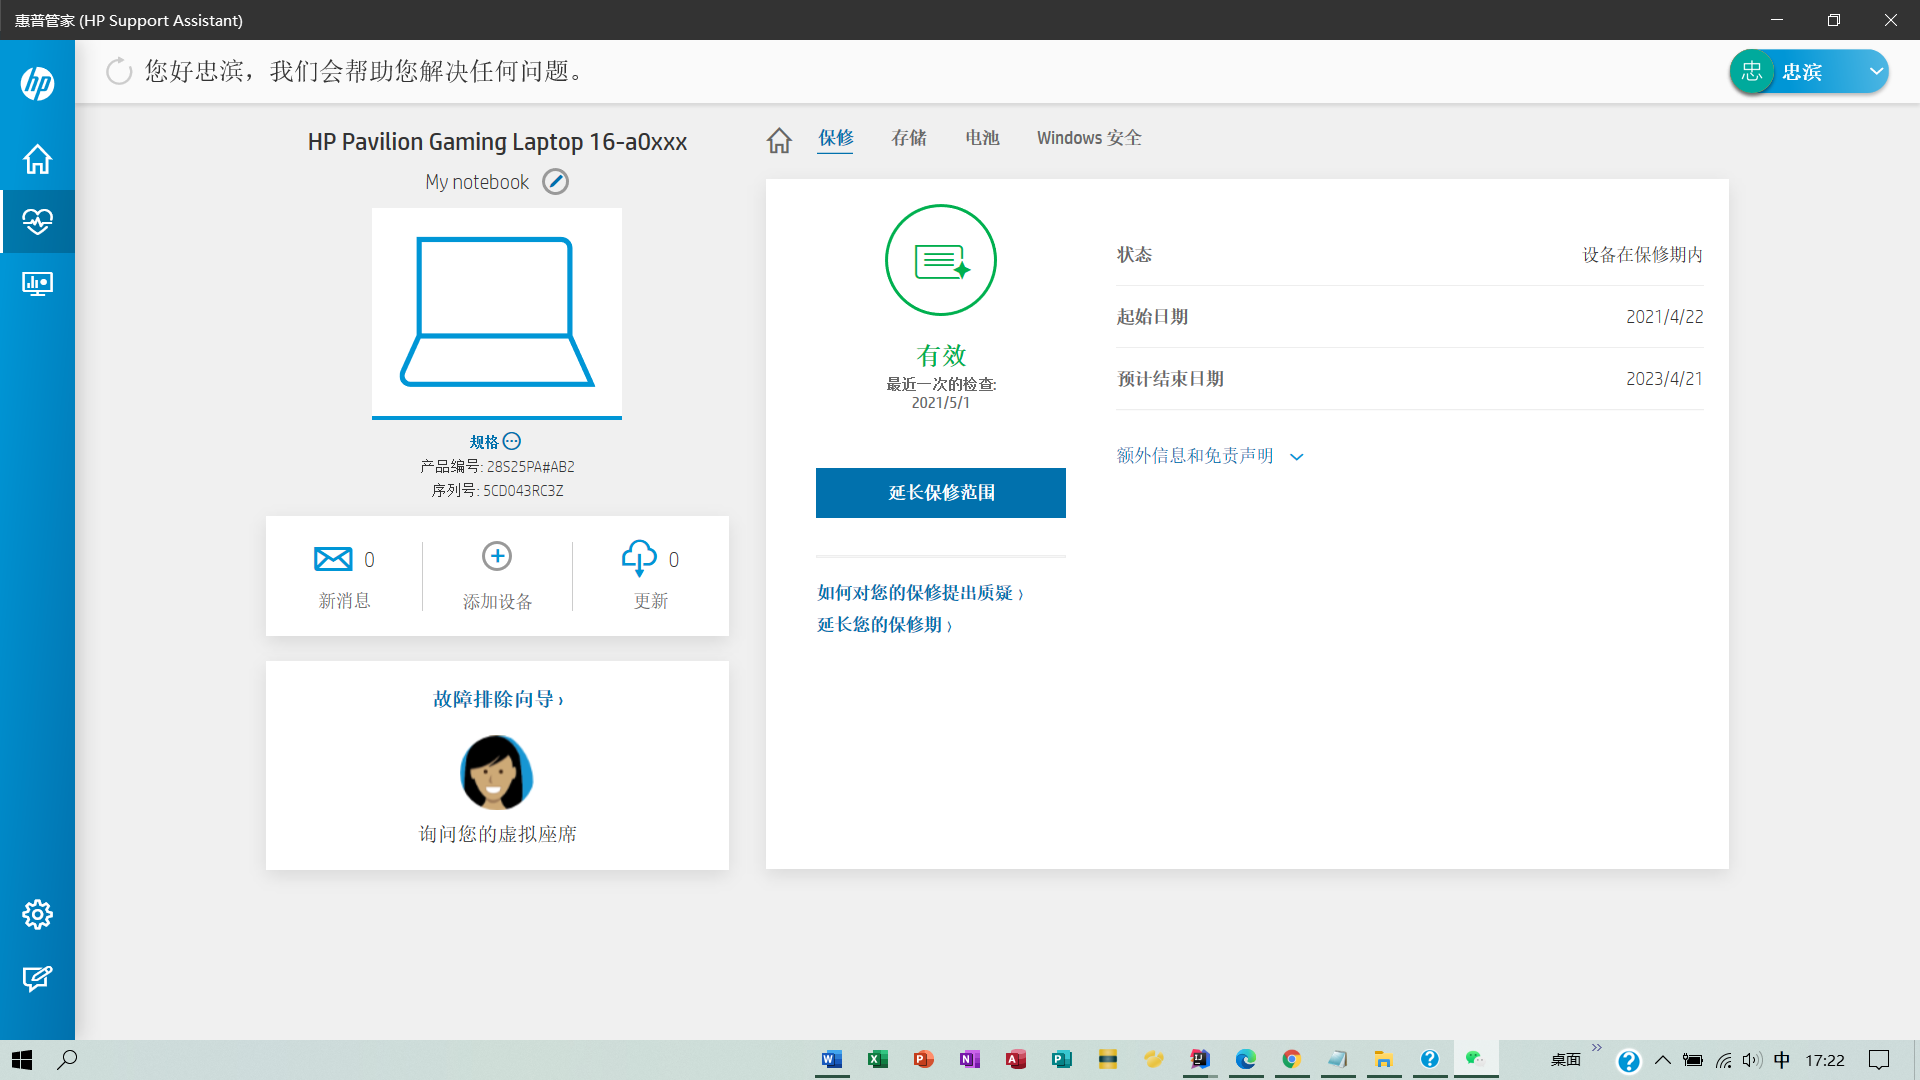 惠普管家 (HP Support Assistant)
hp
您好忠滨，我们会帮助您解决任何问题。
忠 忠滨
HP Pavilion Gaming Laptop 16-a0xxx
My notebook
规格
产品编号: 28S25PA#AB2
序列号: 5CD043RC3Z
0
新消息
添加设备
0
更新
故障排除向导 ›
询问您的虚拟座席
保修 存储 电池 Windows 安全
有效
最近一次的检查:
2021/5/1
延长保修范围
如何对您的保修提出质疑 ›
延长您的保修期 ›
状态 设备在保修期内
起始日期 2021/4/22
预计结束日期 2023/4/21
额外信息和免责声明
桌面 中 17:22